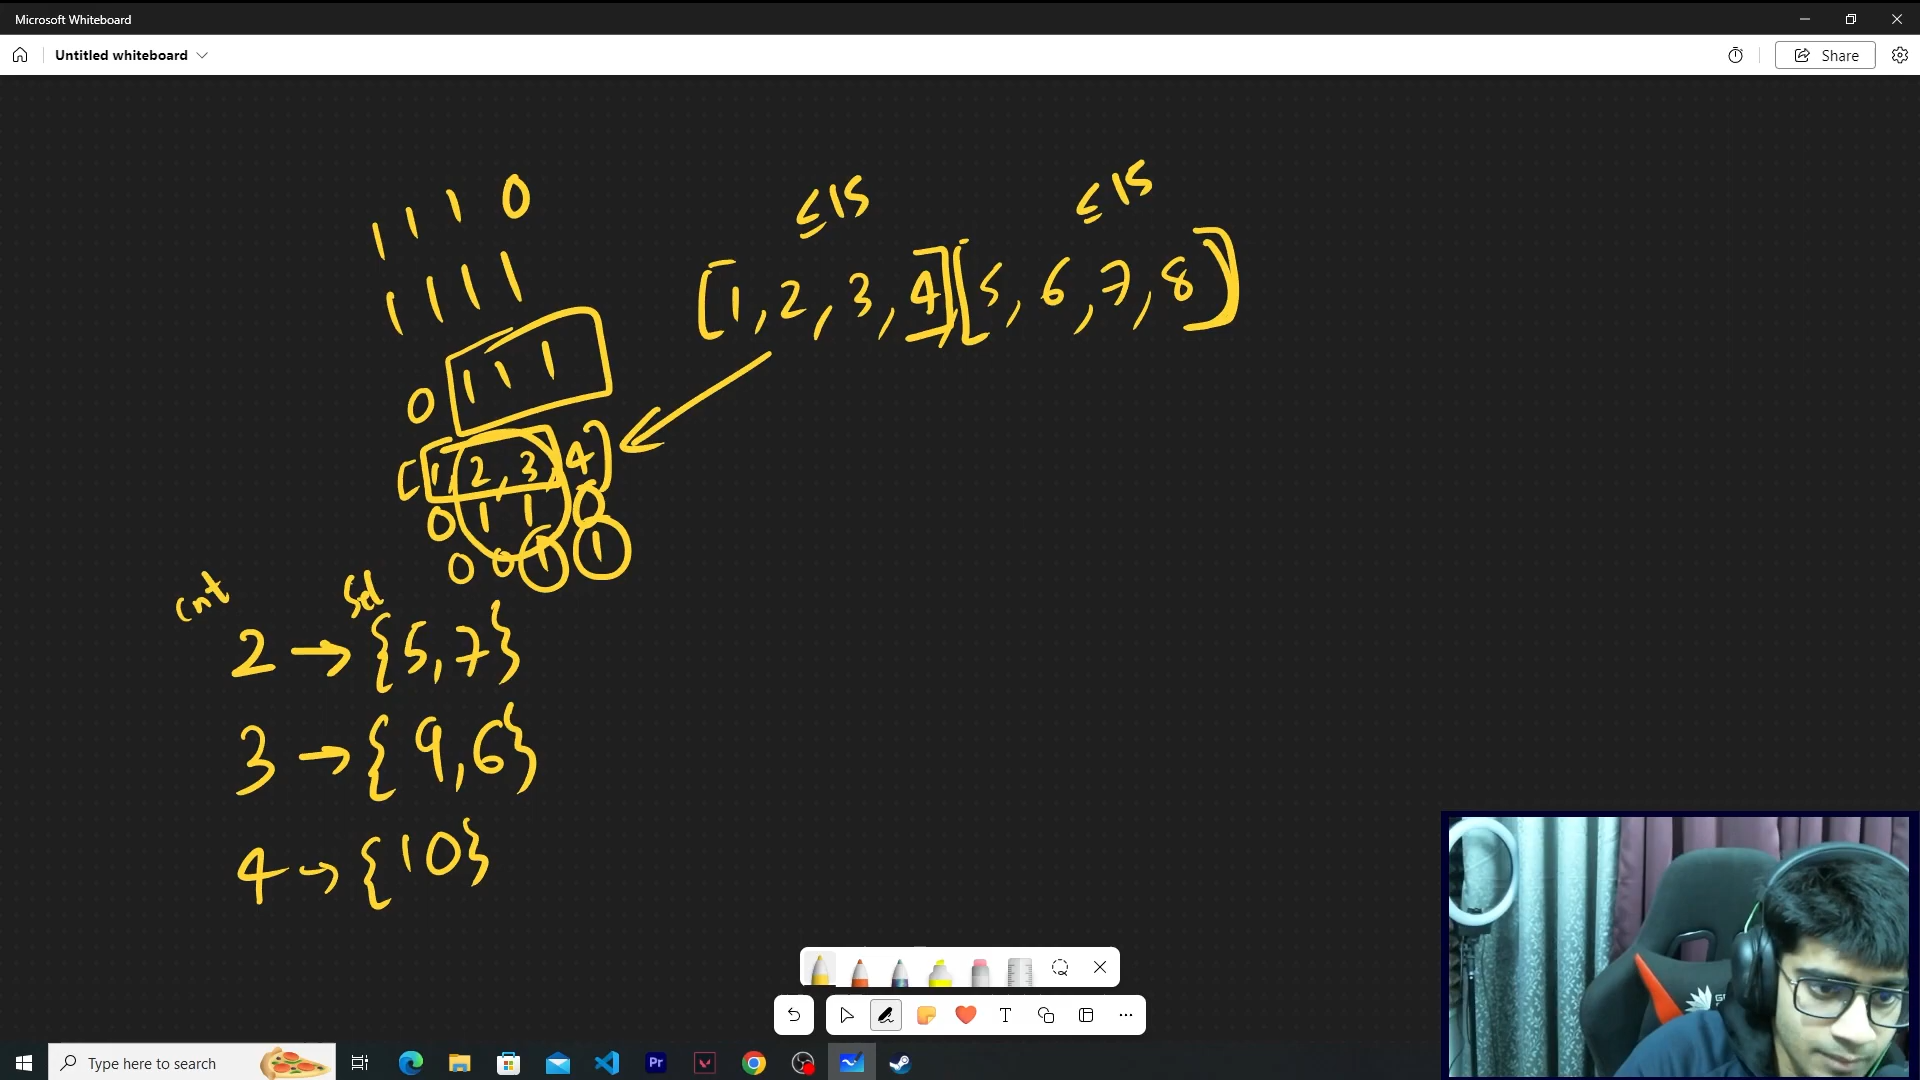 Microsoft Whiteboard
Untitled whiteboard
Share
1 1 1 0
≤15 ≤15
1 1 1 1
[1, 2, 3, 4],[5, 6, 7, 8]
0 1 1 1
[1, 2, 3, 4]
0 1 1 0
0 0 1 1
cnt
2 → {5, 7}
3 → {9, 6}
4 → {10}
T
Type here to search
Pr